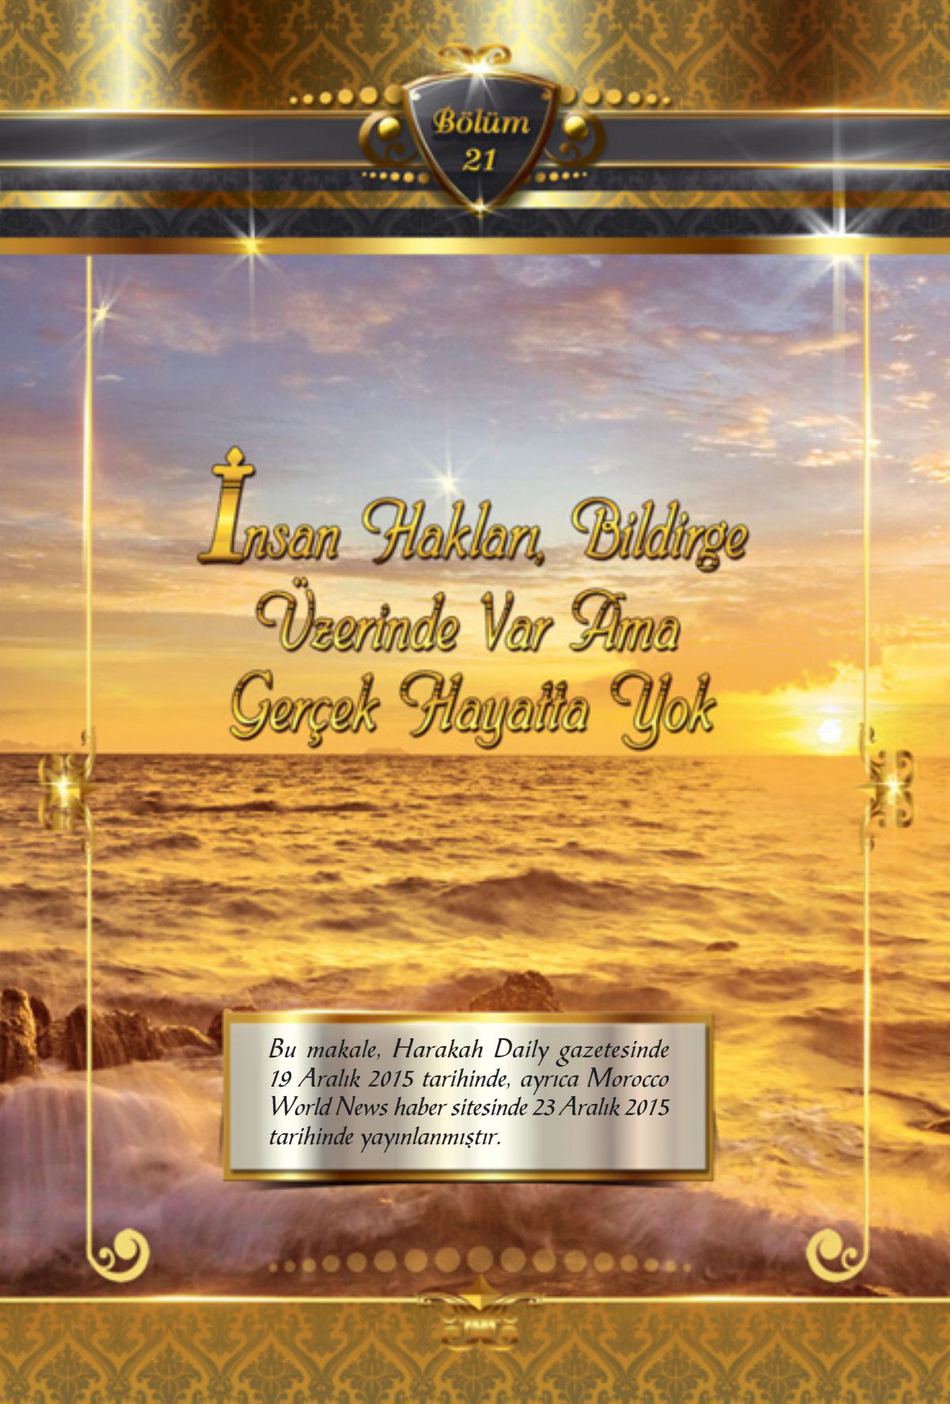 Bölüm
21
İnsan Hakları, Bildirge
Üzerinde Var Ama
Gerçek Hayatta Yok
Bu makale, Harakah Daily gazetesinde
19 Aralık 2015 tarihinde, ayrıca Morocco
World News haber sitesinde 23 Aralık 2015
tarihinde yayınlanmıştır.